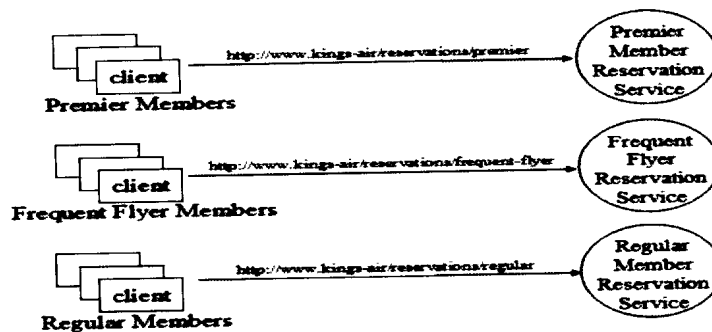 client
Premier Members
http://www.kings-air/reservations/premier
Premier
Member
Reservation
Service
client
Frequent Flyer Members
http://www.kings-air/reservations/frequent-flyer
Frequent
Flyer
Reservation
Service
client
Regular Members
http://www.kings-air/reservations/regular
Regular
Member
Reservation
Service